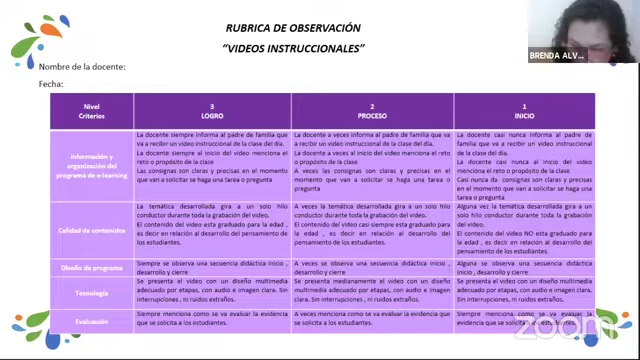 RUBRICA DE OBSERVACIÓN
"VIDEOS INSTRUCCIONALES"
BRENDA ALV...
Nombre de la docente:
Fecha:
Nivel
Criterios
3
LOGRO
2
PROCESO
1
INICIO
Información y
organización del
programa de e-learning
La docente siempre informa al padre de familia que
va a recibir un video instruccional de la clase del día.
La docente siempre al inicio del video menciona el
reto o propósito de la clase
Las consignas son claras y precisas en el momento
que van a solicitar se haga una tarea o pregunta
La docente a veces informa al padre de familia que va
a recibir un video instruccional de la clase del día.
La docente a veces al inicio del video menciona el reto
o propósito de la clase
A veces las consignas son claras y precisas en el
momento que van a solicitar se haga una tarea o
pregunta
La docente casi nunca informa al padre de
familia que va a recibir un video instruccional
de la clase del día.
La docente casi nunca al inicio del video
menciona el reto o propósito de la clase
Casi nunca da consignas son claras y precisas
en el momento que van a solicitar se haga una
tarea o pregunta
Calidad de contenidos
La temática desarrollada gira a un solo hilo
conductor durante toda la grabación del video.
El contenido del video esta graduado para la edad ,
es decir en relación al desarrollo del pensamiento de
los estudiantes.
A veces la temática desarrollada gira a un solo hilo
conductor durante toda la grabación del video.
El contenido del video casi siempre esta graduado para
la edad , es decir en relación al desarrollo del
pensamiento de los estudiantes.
Alguna vez la temática desarrollada gira a un
solo hilo conductor durante toda la grabación
del video.
El contenido del video NO esta graduado para
la edad , es decir en relación al desarrollo del
pensamiento de los estudiantes.
Diseño de programa
Siempre se observa una secuencia didáctica inicio ,
desarrollo y cierre
A veces se observa una secuencia didáctica inicio ,
desarrollo y cierre
Alguna se observa una secuencia didáctica
inicio , desarrollo y cierre
Tecnología
Se presenta el video con un diseño multimedia
adecuado por etapas, con audio e imagen clara. Sin
interrupciones , ni ruidos extraños.
Se presenta medianamente el video con un diseño
multimedia adecuado por etapas, con audio e imagen
clara. Sin interrupciones , ni ruidos extraños.
Se presenta el video con un diseño multimedia
adecuado por etapas, con audio e imagen clara.
Sin interrupciones , ni ruidos extraños.
Evaluación
Siempre menciona como se va evaluar la evidencia
que se solicita a los estudiantes.
A veces menciona como se va evaluar la evidencia que
se solicita a los estudiantes.
Siempre menciona como se va evaluar la
evidencia que se solicita a los estudiantes.
zoom